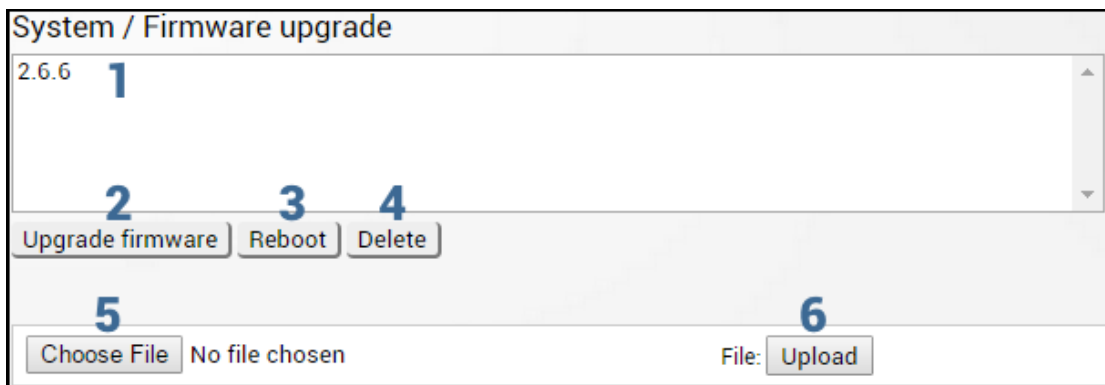 System / Firmware upgrade
2.6.6 1
2 3 4
Upgrade firmware Reboot Delete
5 6
Choose File No file chosen File: Upload